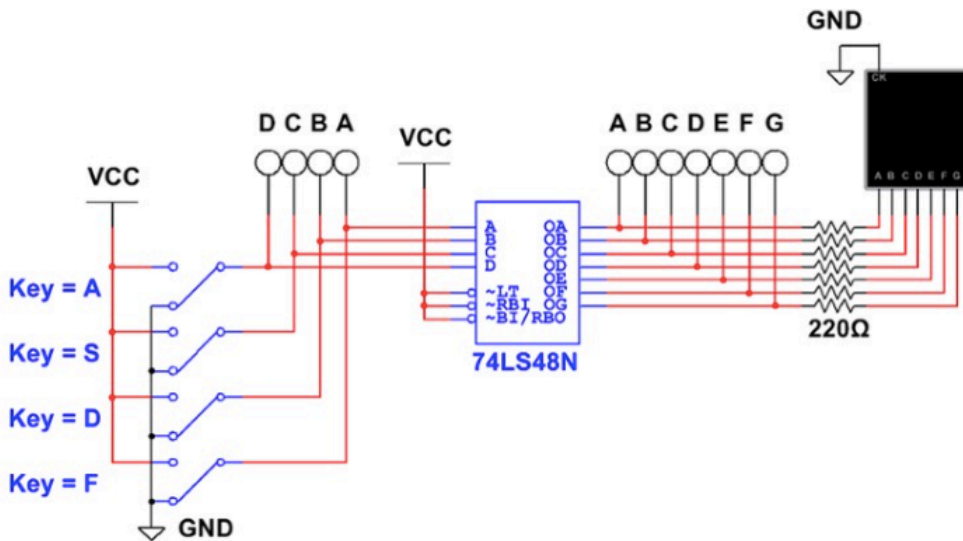 GND
CK
D C B A
VCC
A B C D E F G
VCC
A B C D E F G
A OA
B OB
C OC
D OD
OE
~LT OF
~RBI OG
~BI/RBO
Key = A
Key = S
220Ω
74LS48N
Key = D
Key = F
GND